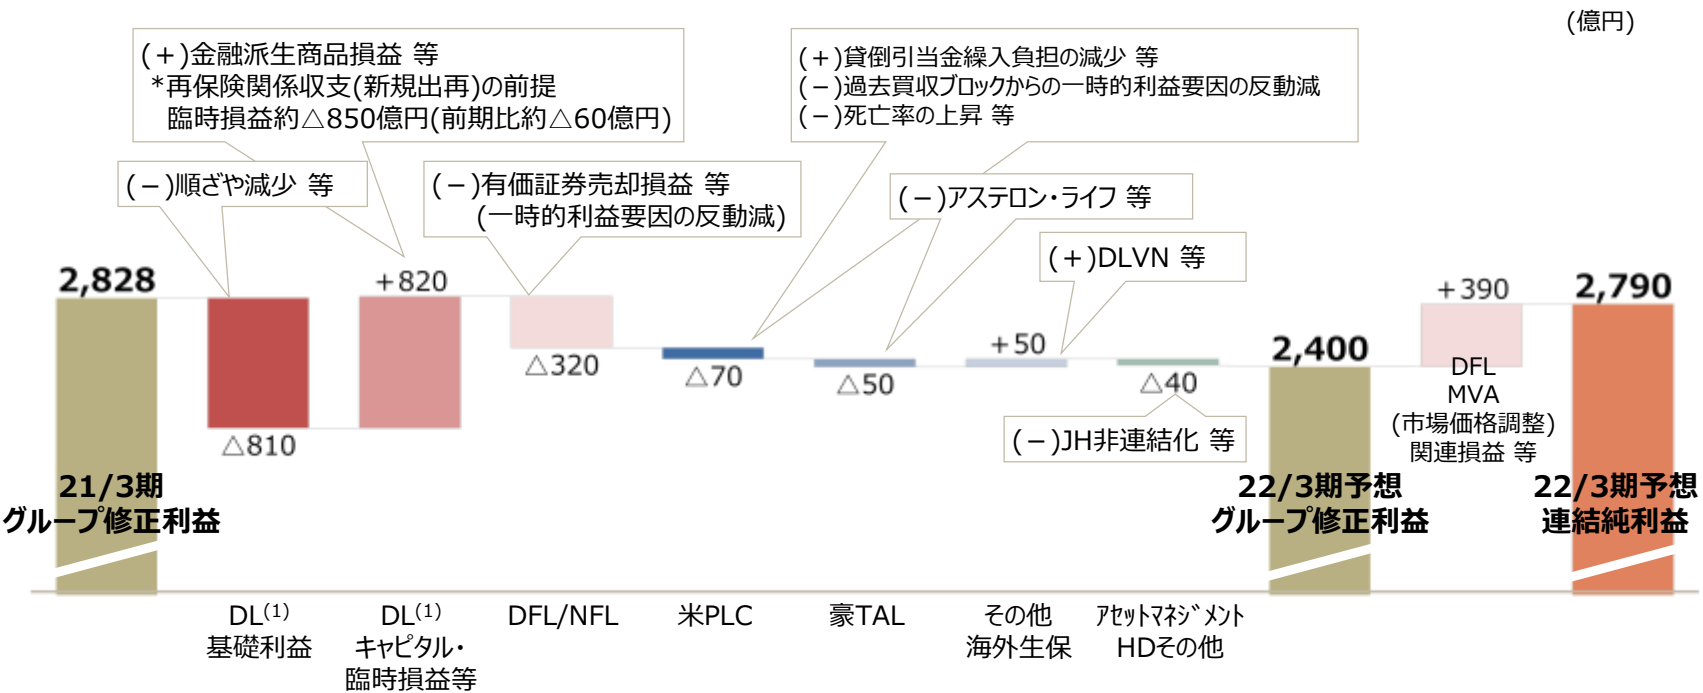 (億円)
(+)金融派生商品損益 等
*再保険関係収支(新規出再)の前提
臨時損益約△850億円(前期比約△60億円)
(+)貸倒引当金繰入負担の減少 等
(-)過去買収ブロックからの一時的利益要因の反動減
(-)死亡率の上昇 等
(-)順ざや減少 等
(-)有価証券売却損益 等
(一時的利益要因の反動減)
(-)アステロン・ライフ 等
(+)DLVN 等
2,828
+820
+390
2,790
+50
2,400
△320
△70
△50
△40
△810
DFL
MVA
(市場価格調整)
関連損益 等
(-)JH非連結化 等
21/3期
グループ修正利益
22/3期予想
グループ修正利益
22/3期予想
連結純利益
DL(1)
基礎利益
DL(1)
キャピタル・
臨時損益等
DFL/NFL
米PLC
豪TAL
その他
海外生保
アセットマネジメント
HDその他